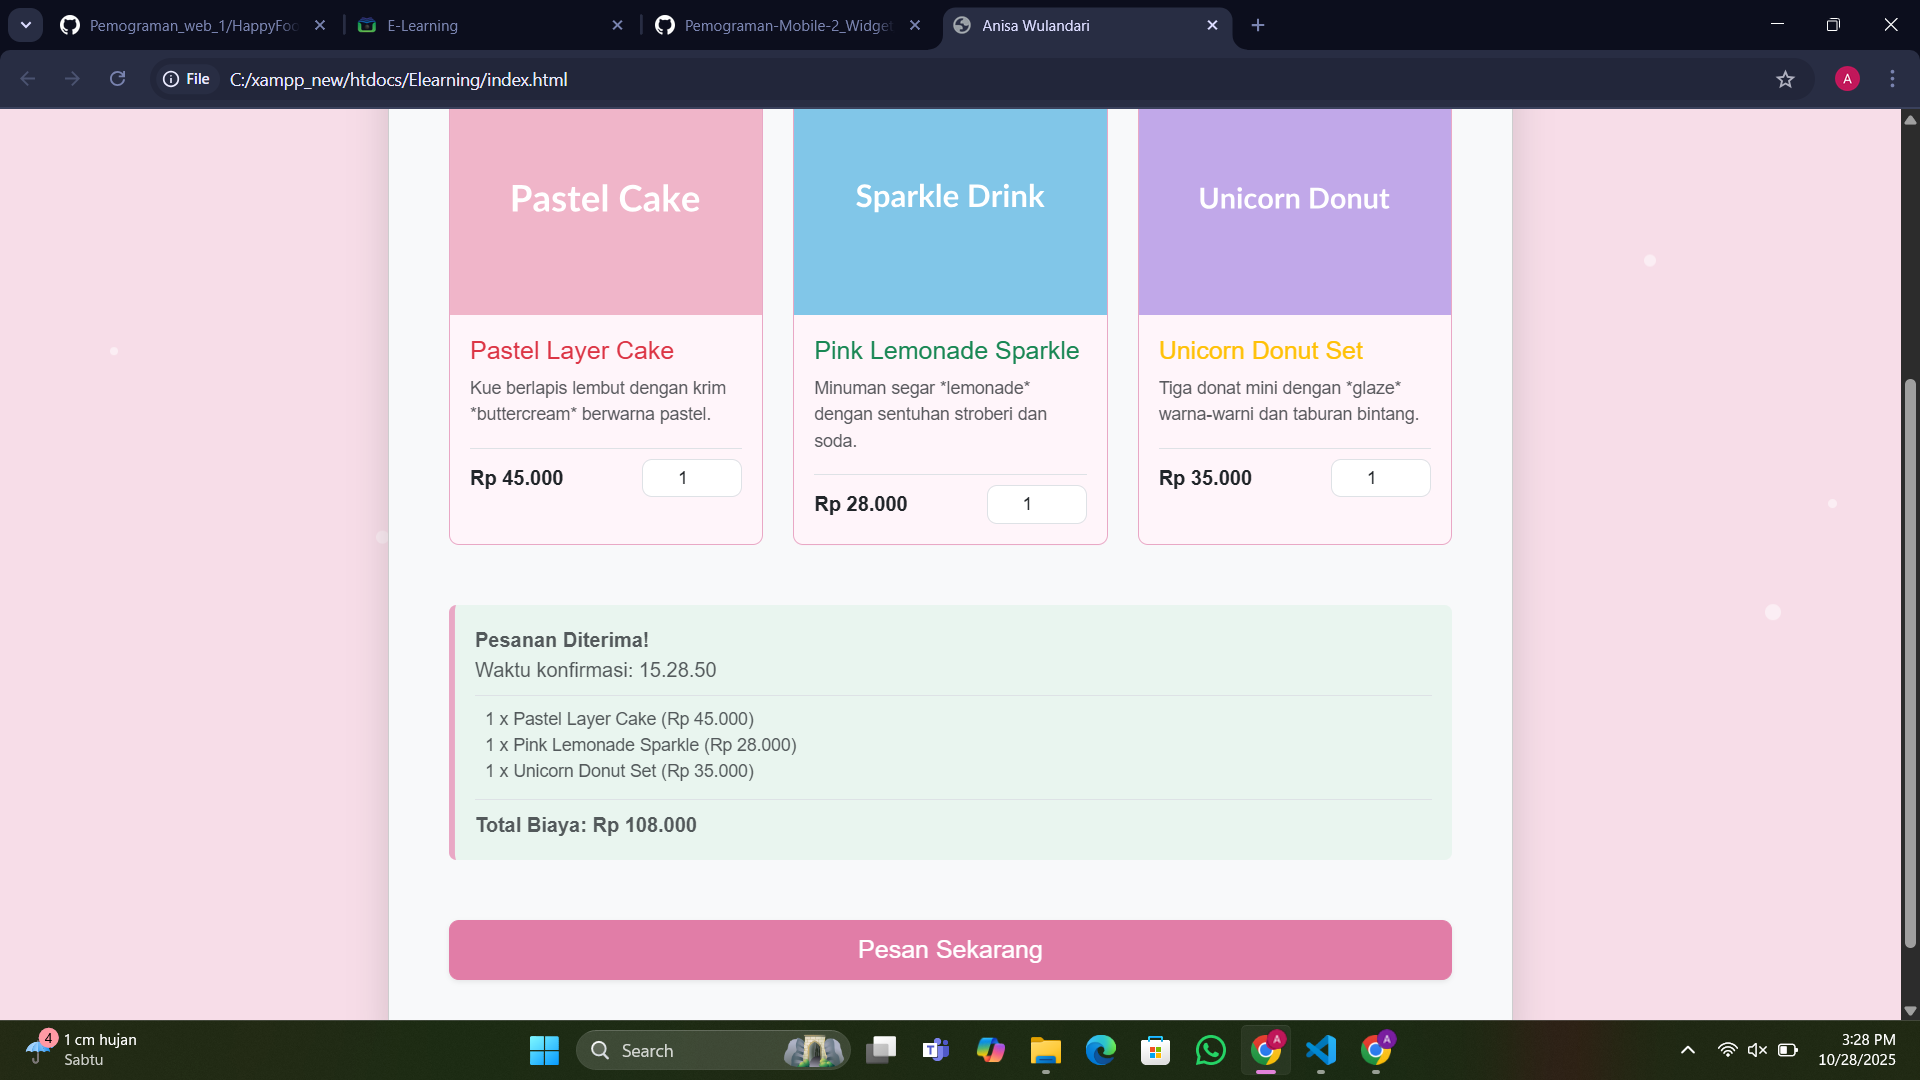 Pemograman_web_1/HappyFoo
E-Learning
Pemograman-Mobile-2_Widget
Anisa Wulandari
File
C:/xampp_new/htdocs/Elearning/index.html
A
Pastel Cake
Sparkle Drink
Unicorn Donut
Pastel Layer Cake
Kue berlapis lembut dengan krim
*buttercream* berwarna pastel.
Rp 45.000
1
Pink Lemonade Sparkle
Minuman segar *lemonade*
dengan sentuhan stroberi dan
soda.
Rp 28.000
1
Unicorn Donut Set
Tiga donat mini dengan *glaze*
warna-warni dan taburan bintang.
Rp 35.000
1
Pesanan Diterima!
Waktu konfirmasi: 15.28.50
1 x Pastel Layer Cake (Rp 45.000)
1 x Pink Lemonade Sparkle (Rp 28.000)
1 x Unicorn Donut Set (Rp 35.000)
Total Biaya: Rp 108.000
Pesan Sekarang
4
1 cm hujan
Sabtu
Search
T
A
A
3:28 PM
10/28/2025